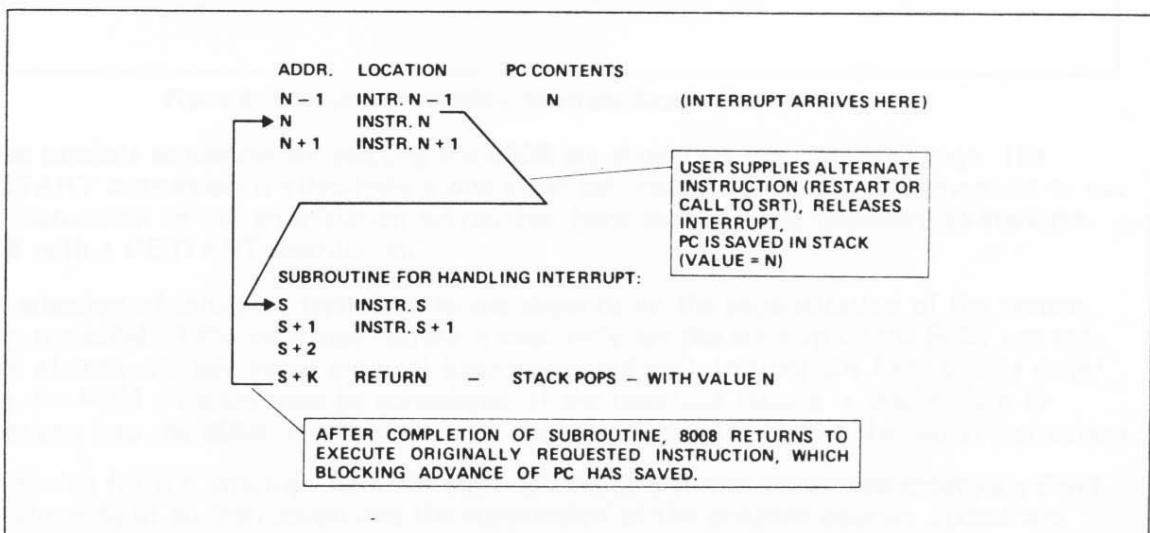 ADDR. LOCATION PC CONTENTS
N – 1 INTR. N – 1 N (INTERRUPT ARRIVES HERE)
N INSTR. N
N + 1 INSTR. N + 1
USER SUPPLIES ALTERNATE
INSTRUCTION (RESTART OR
CALL TO SRT), RELEASES
INTERRUPT,
PC IS SAVED IN STACK
(VALUE = N)
SUBROUTINE FOR HANDLING INTERRUPT:
S INSTR. S
S + 1 INSTR. S + 1
S + 2
S + K RETURN – STACK POPS – WITH VALUE N
AFTER COMPLETION OF SUBROUTINE, 8008 RETURNS TO
EXECUTE ORIGINALLY REQUESTED INSTRUCTION, WHICH
BLOCKING ADVANCE OF PC HAS SAVED.